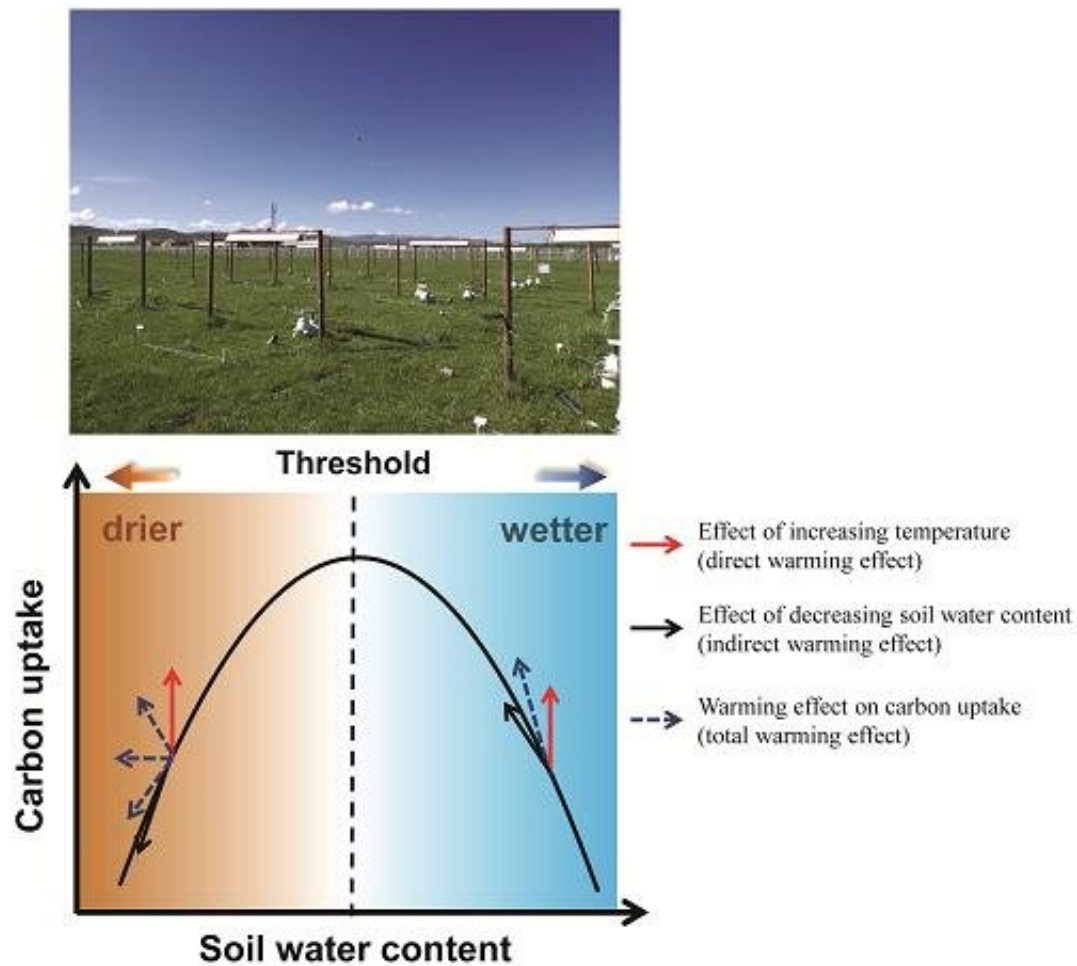 Threshold
drier
wetter
Carbon uptake
Soil water content
Effect of increasing temperature
(direct warming effect)
Effect of decreasing soil water content
(indirect warming effect)
Warming effect on carbon uptake
(total warming effect)